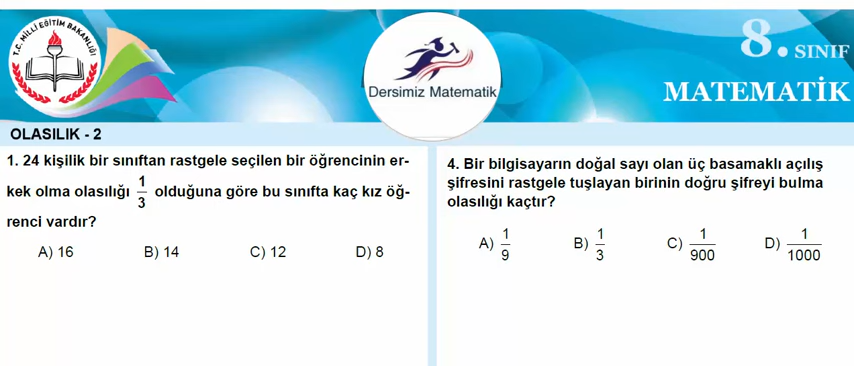 T.C. MİLLİ EĞİTİM BAKANLIĞI
Dersimiz Matematik
8. SINIF
MATEMATİK
OLASILIK - 2
1. 24 kişilik bir sınıftan rastgele seçilen bir öğrencinin er-
kek olma olasılığı 1/3 olduğuna göre bu sınıfta kaç kız öğ-
renci vardır?
A) 16 B) 14 C) 12 D) 8
4. Bir bilgisayarın doğal sayı olan üç basamaklı açılış
şifresini rastgele tuşlayan birinin doğru şifreyi bulma
olasılığı kaçtır?
A) 1/9 B) 1/3 C) 1/900 D) 1/1000